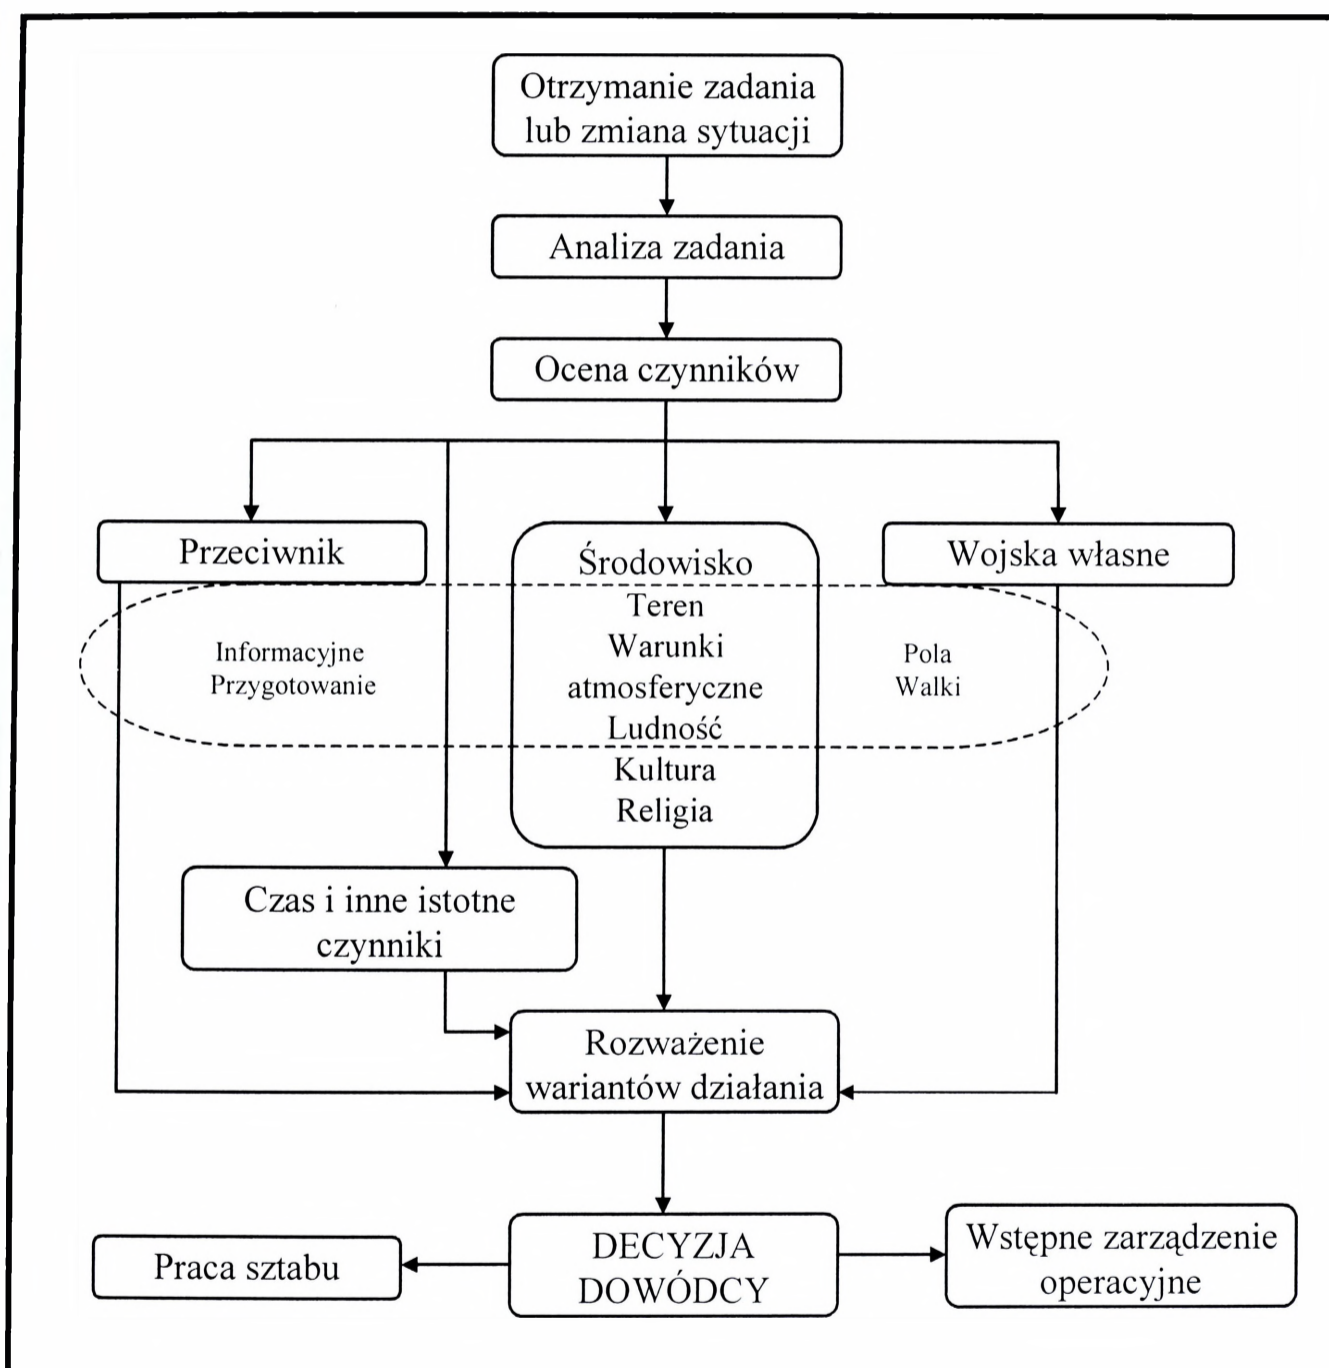 Otrzymanie zadania
lub zmiana sytuacji
Analiza zadania
Ocena czynników
Przeciwnik
Środowisko
Teren
Warunki
atmosferyczne
Ludność
Kultura
Religia
Wojska własne
Informacyjne
Przygotowanie
Pola
Walki
Czas i inne istotne
czynniki
Rozważenie
wariantów działania
Praca sztabu
DECYZJA
DOWÓDCY
Wstępne zarządzenie
operacyjne